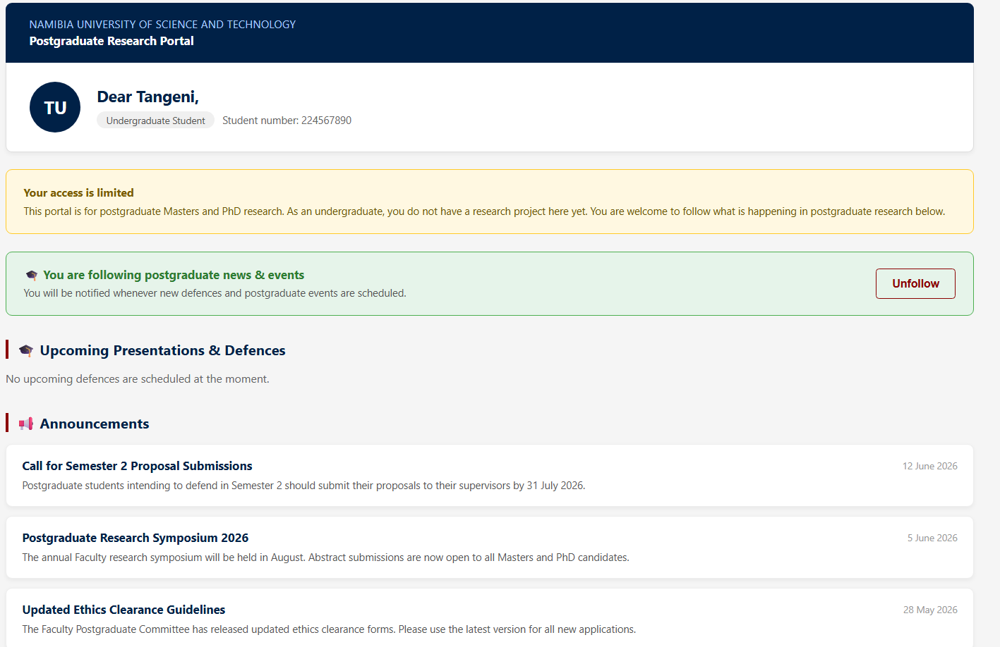 NAMIBIA UNIVERSITY OF SCIENCE AND TECHNOLOGY
Postgraduate Research Portal
TU
Dear Tangeni,
Undergraduate Student
Student number: 224567890
Your access is limited
This portal is for postgraduate Masters and PhD research. As an undergraduate, you do not have a research project here yet. You are welcome to follow what is happening in postgraduate research below.
You are following postgraduate news & events
You will be notified whenever new defences and postgraduate events are scheduled.
Unfollow
Upcoming Presentations & Defences
No upcoming defences are scheduled at the moment.
Announcements
Call for Semester 2 Proposal Submissions
12 June 2026
Postgraduate students intending to defend in Semester 2 should submit their proposals to their supervisors by 31 July 2026.
Postgraduate Research Symposium 2026
5 June 2026
The annual Faculty research symposium will be held in August. Abstract submissions are now open to all Masters and PhD candidates.
Updated Ethics Clearance Guidelines
28 May 2026
The Faculty Postgraduate Committee has released updated ethics clearance forms. Please use the latest version for all new applications.